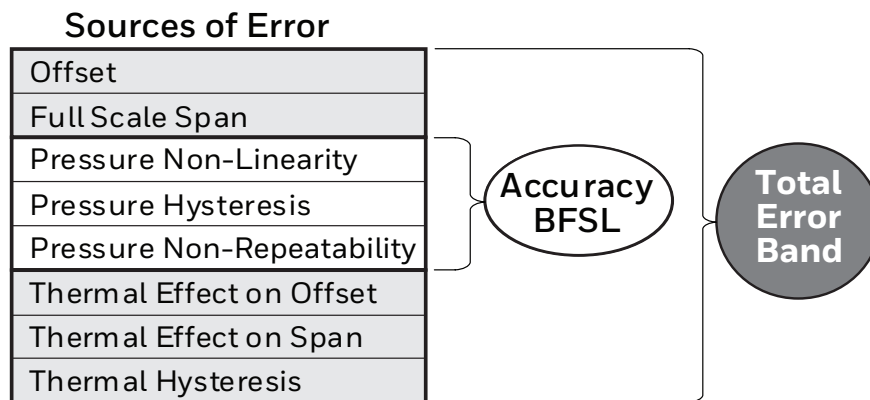 Sources of Error
Offset
Full Scale Span
Pressure Non-Linearity
Pressure Hysteresis
Pressure Non-Repeatability
Thermal Effect on Offset
Thermal Effect on Span
Thermal Hysteresis
Accuracy
BFSL
Total
Error
Band